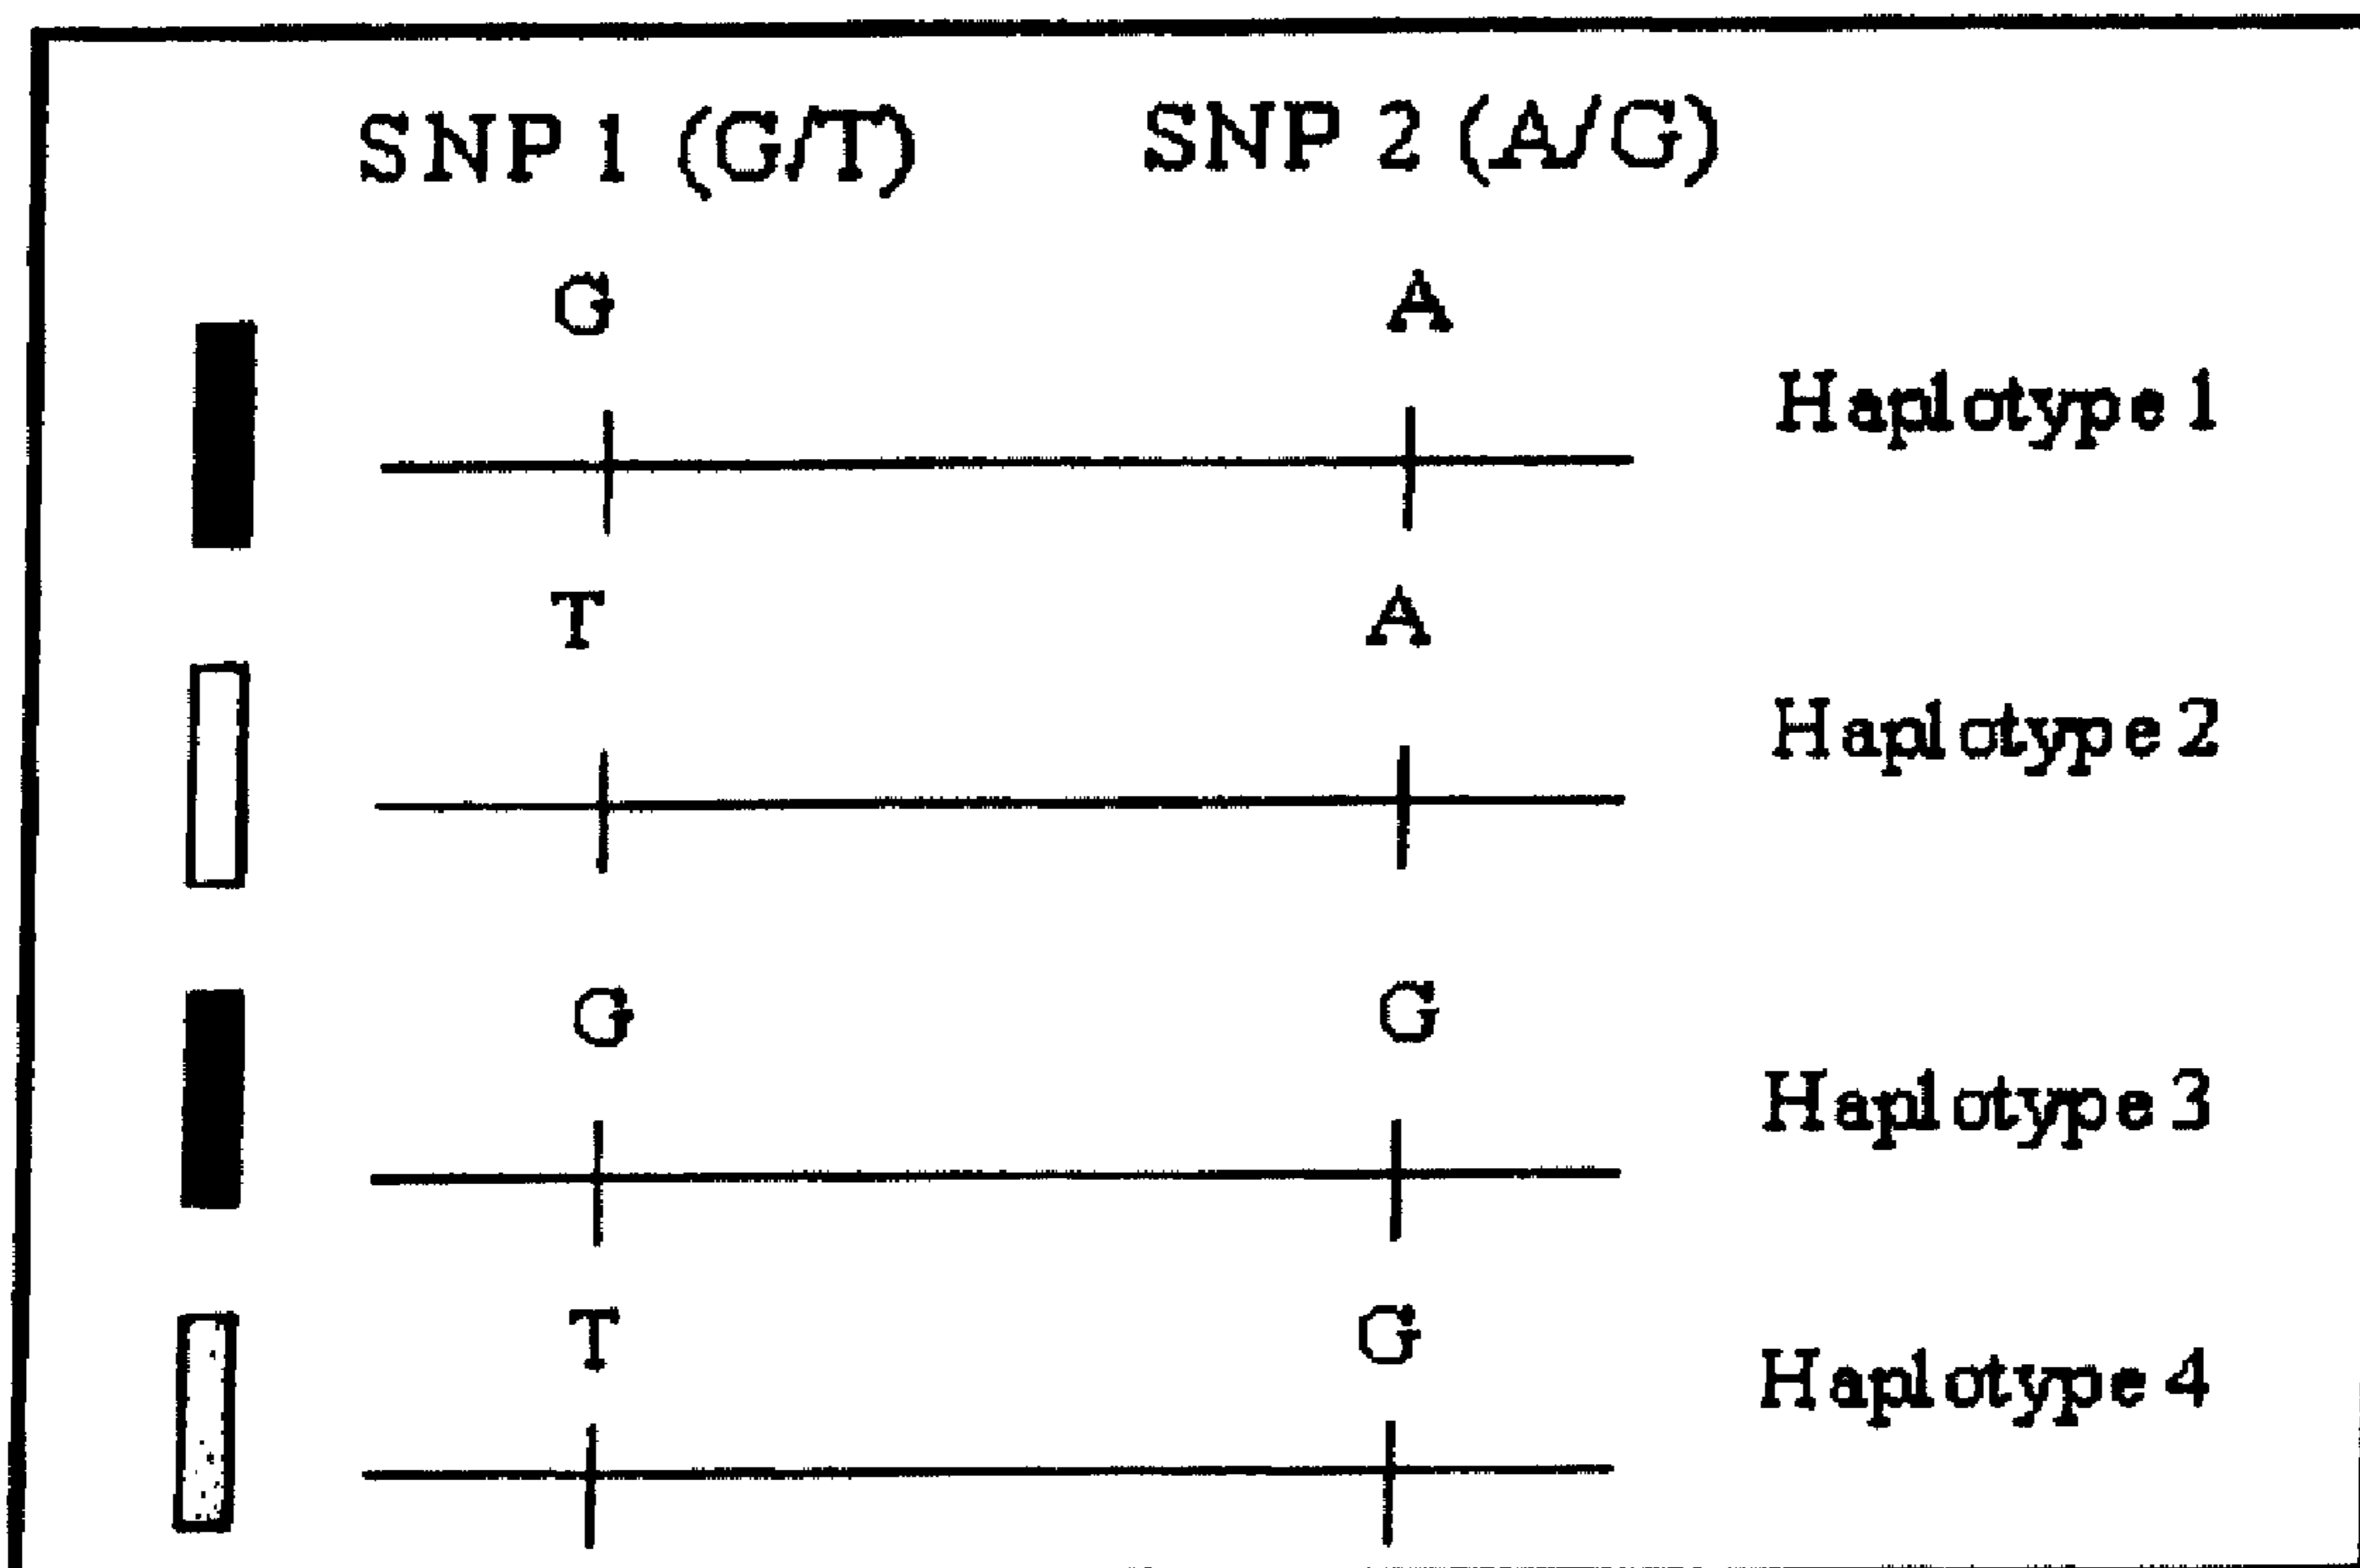 SNP 1 (G/T) SNP 2 (A/G)
G A
Haplotype 1
T A
Haplotype 2
G G
Haplotype 3
T G
Haplotype 4